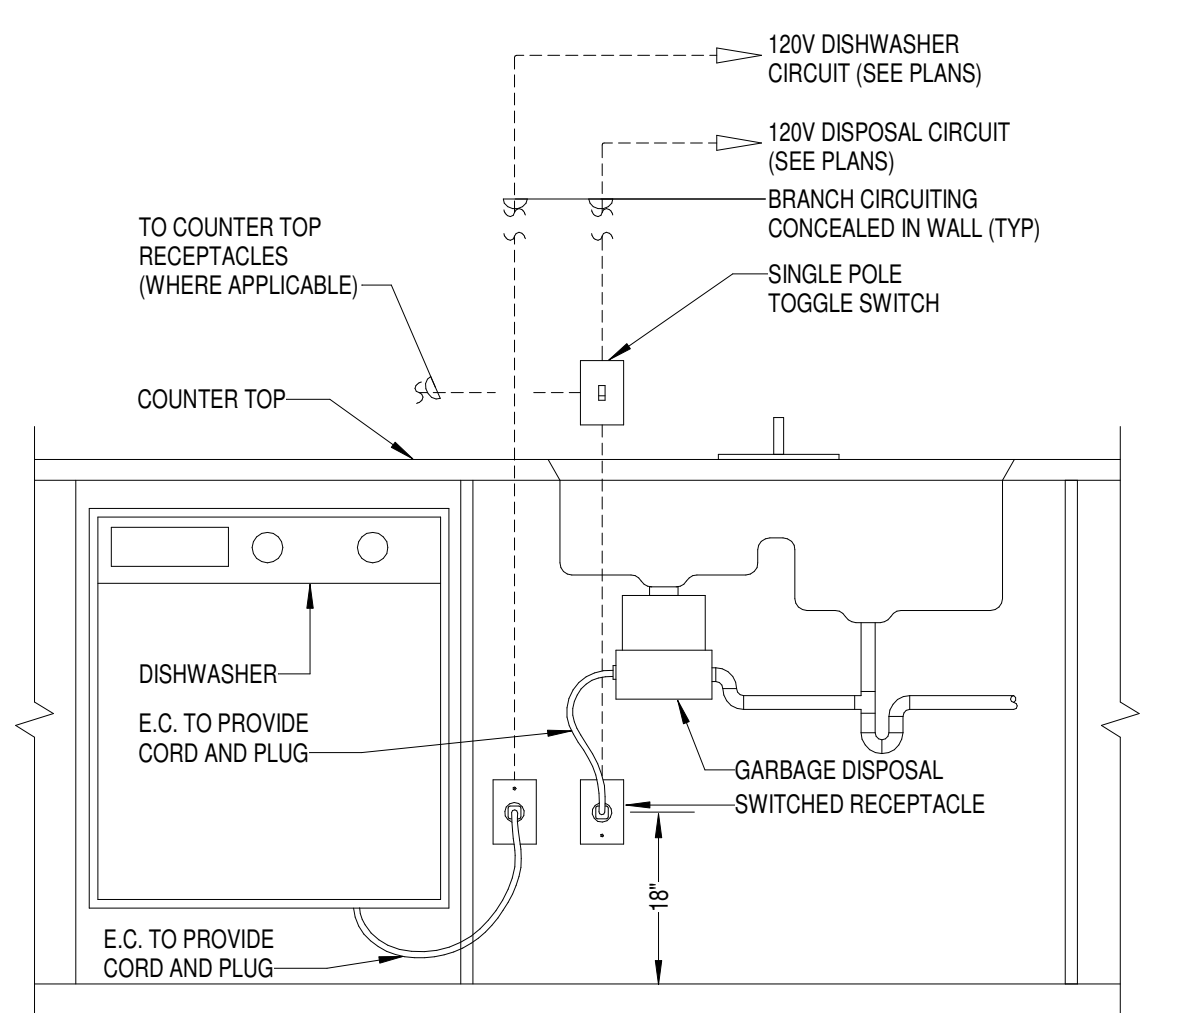 120V DISHWASHER
CIRCUIT (SEE PLANS)
120V DISPOSAL CIRCUIT
(SEE PLANS)
BRANCH CIRCUITING
CONCEALED IN WALL (TYP)
TO COUNTER TOP
RECEPTACLES
(WHERE APPLICABLE)
SINGLE POLE
TOGGLE SWITCH
COUNTER TOP
DISHWASHER
E.C. TO PROVIDE
CORD AND PLUG
GARBAGE DISPOSAL
SWITCHED RECEPTACLE
18"
E.C. TO PROVIDE
CORD AND PLUG